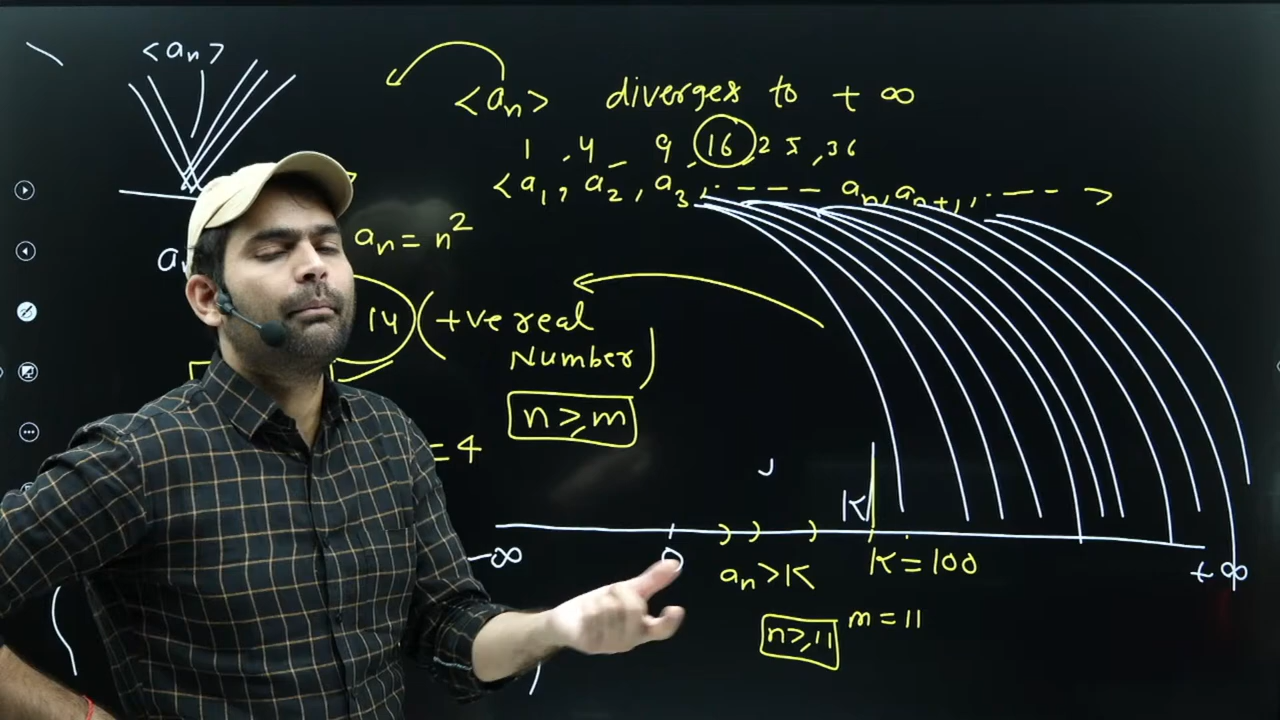 <aₙ>
<aₙ> diverges to + ∞
1, 4, 9, 16, 25, 36
<a₁, a₂, a₃, ---- aₙ, aₙ₊₁, --- >
aₙ = n²
14 (+ve real
Number)
n ≥ m
= 4
K
-∞ 0 K = 100 +∞
aₙ > K
n ≥ 11 m = 11